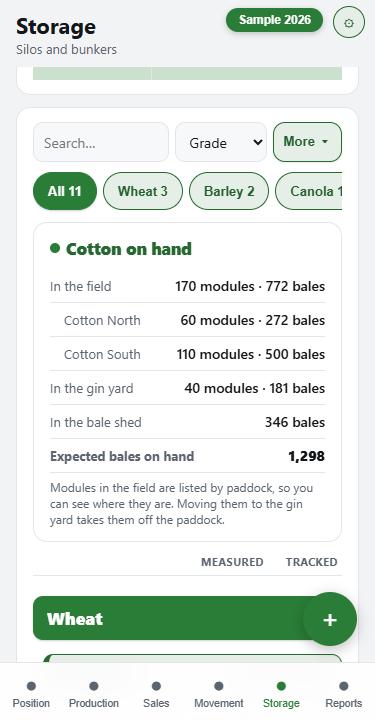 Storage
Silos and bunkers
Sample 2026
Search...
Grade
More
All 11
Wheat 3
Barley 2
Canola 1
Cotton on hand
In the field 170 modules · 772 bales
Cotton North 60 modules · 272 bales
Cotton South 110 modules · 500 bales
In the gin yard 40 modules · 181 bales
In the bale shed 346 bales
Expected bales on hand 1,298
Modules in the field are listed by paddock, so you
can see where they are. Moving them to the gin
yard takes them off the paddock.
MEASURED TRACKED
Wheat
+
Position Production Sales Movement Storage Reports